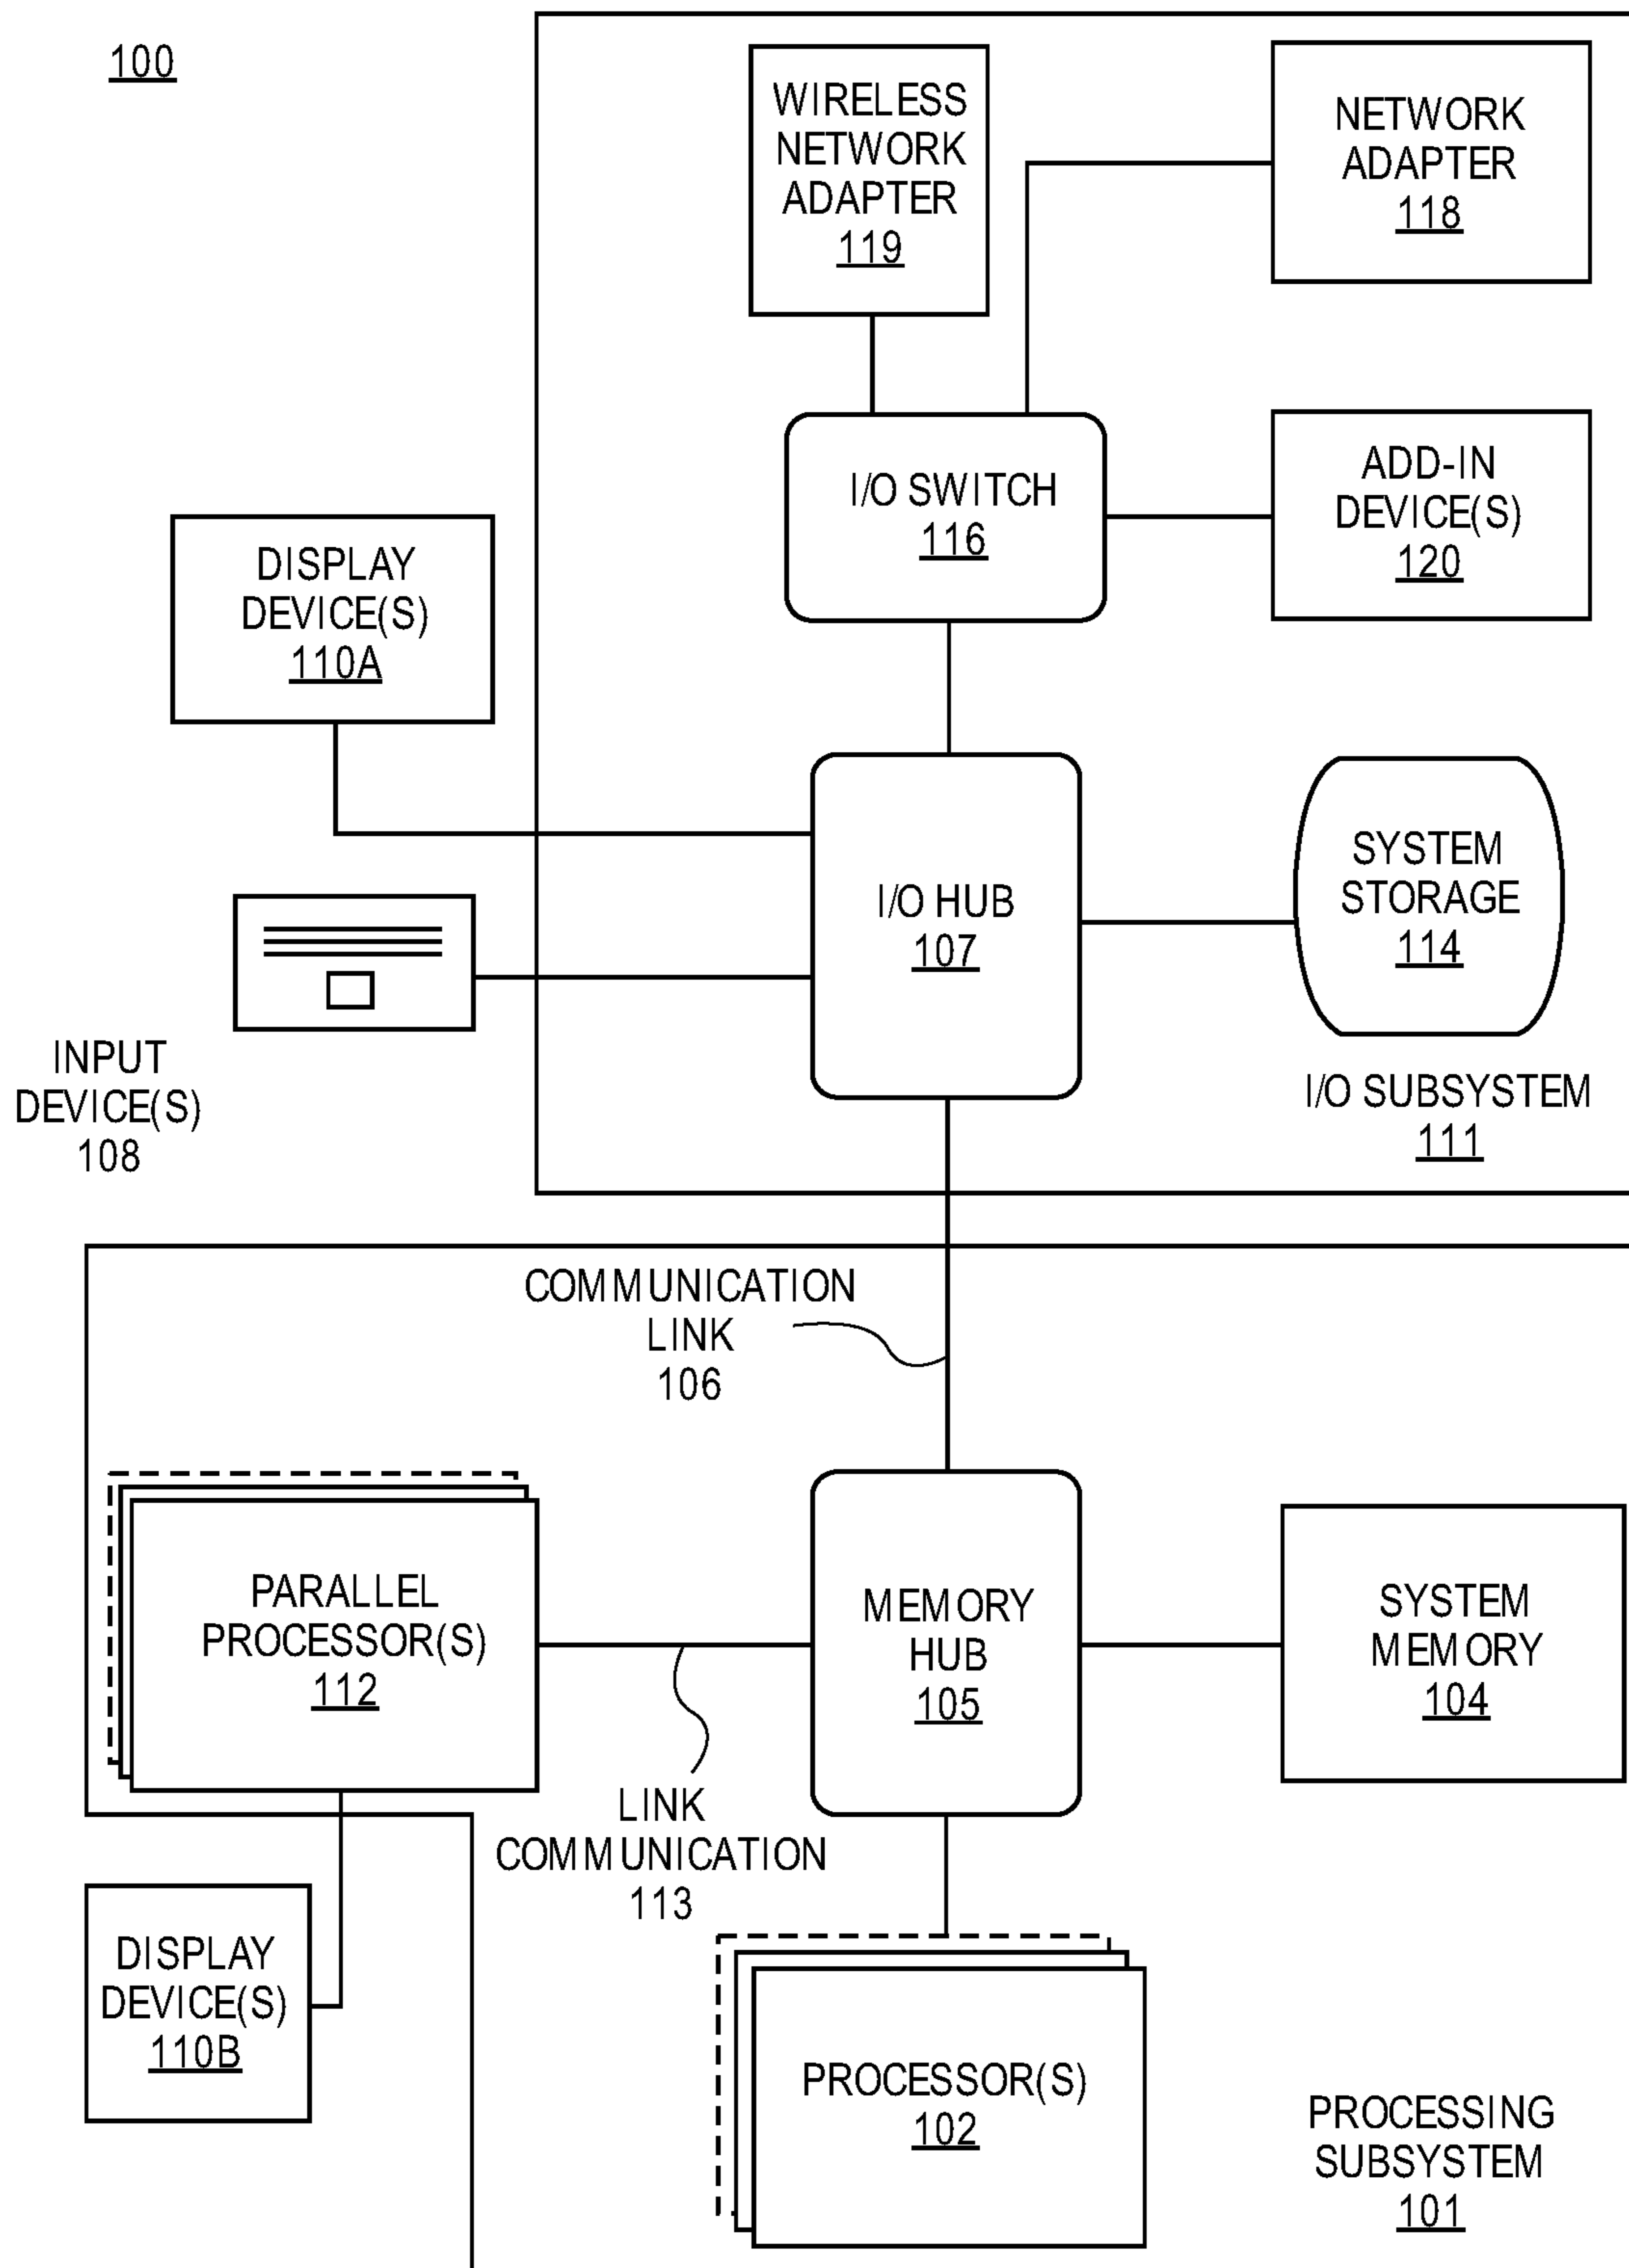 100
WIRELESS
NETWORK
ADAPTER
119
NETWORK
ADAPTER
118
I/O SWITCH
116
ADD-IN
DEVICE(S)
120
DISPLAY
DEVICE(S)
110A
I/O HUB
107
SYSTEM
STORAGE
114
INPUT
DEVICE(S)
108
I/O SUBSYSTEM
111
COMMUNICATION
LINK
106
PARALLEL
PROCESSOR(S)
112
MEMORY
HUB
105
SYSTEM
MEMORY
104
LINK
COMMUNICATION
113
DISPLAY
DEVICE(S)
110B
PROCESSOR(S)
102
PROCESSING
SUBSYSTEM
101